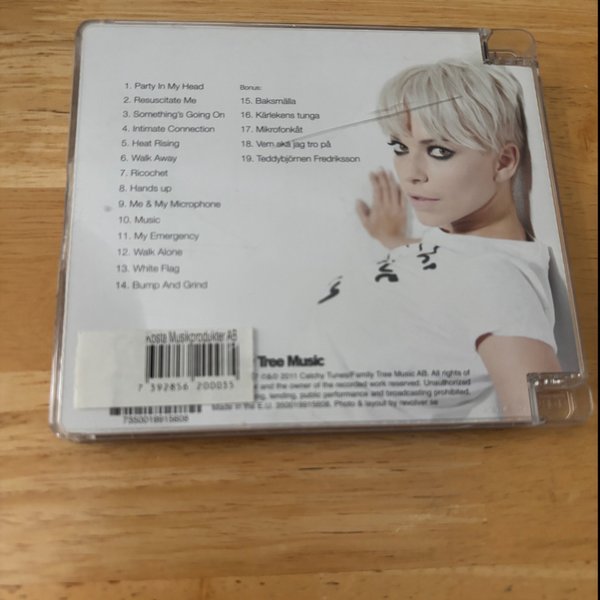 1. Party In My Head
2. Resuscitate Me
3. Something's Going On
4. Intimate Connection
5. Heat Rising
6. Walk Away
7. Ricochet
8. Hands up
9. Me & My Microphone
10. Music
11. My Emergency
12. Walk Alone
13. White Flag
14. Bump And Grind
Bonus:
15. Baksmälla
16. Kärlekens tunga
17. Mikrofonkåt
18. Vem ska jag tro på
19. Teddybjörnen Fredriksson
Kosta Musikprodukter AB
7 392856 200035
Tree Music
2011 Catchy Tunes/Family Tree Music AB. All rights of
and the owner of the recorded work reserved. Unauthorized
lending, public performance and broadcasting prohibited.
Made in the E.U. Photo & layout by revolver.se